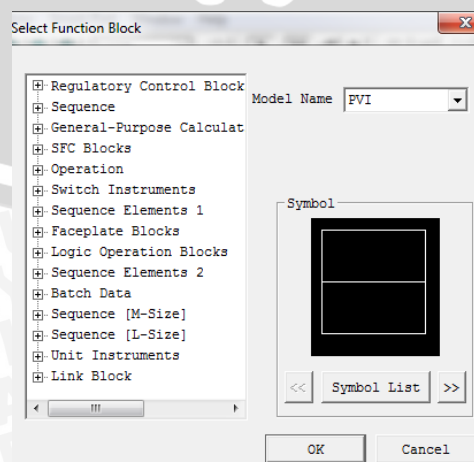 Select Function Block
Regulatory Control Block
Sequence
General-Purpose Calculat
SFC Blocks
Operation
Switch Instruments
Sequence Elements 1
Faceplate Blocks
Logic Operation Blocks
Sequence Elements 2
Batch Data
Sequence [M-Size]
Sequence [L-Size]
Unit Instruments
Link Block
Model Name PVI
Symbol
<< Symbol List >>
OK Cancel